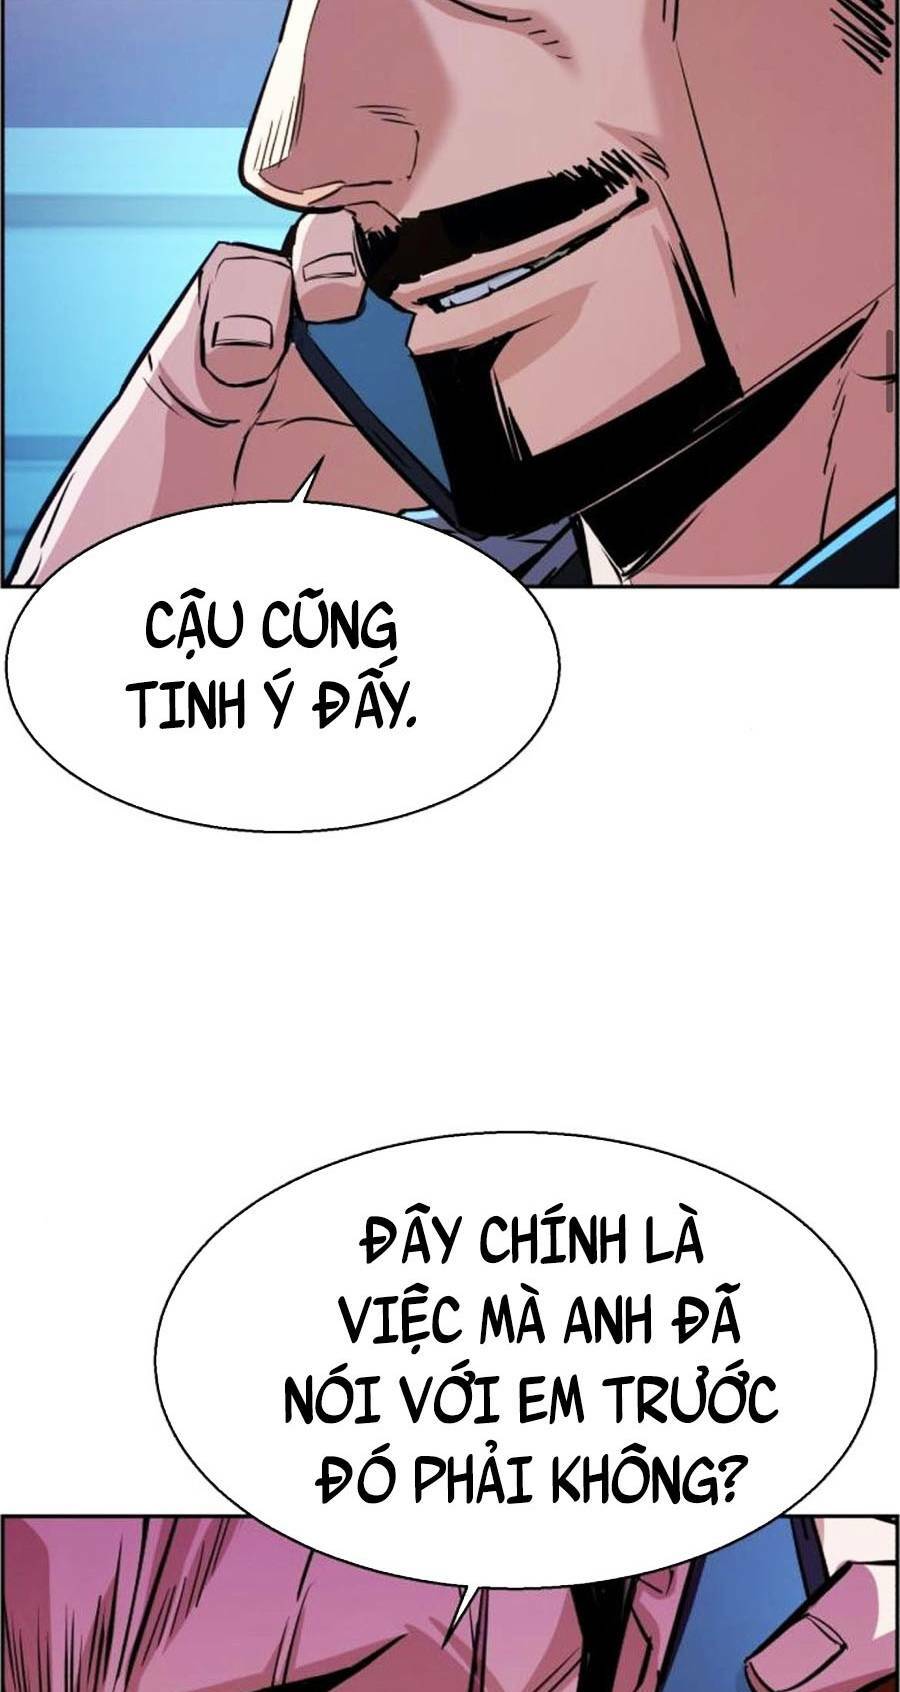 CẬU CŨNG
TINH Ý ĐẤY.
ĐÂY CHÍNH LÀ
VIỆC MÀ ANH ĐÃ
NÓI VỚI EM TRƯỚC
ĐÓ PHẢI KHÔNG?